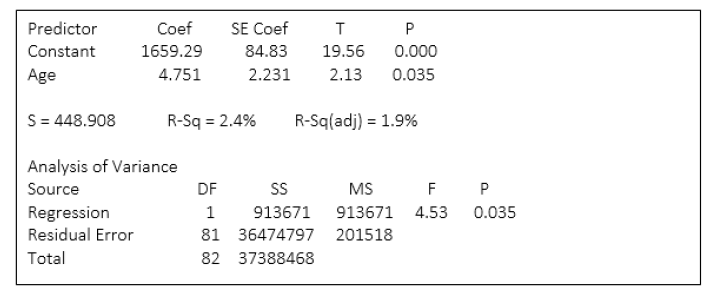 Predictor Coef SE Coef T P
Constant 1659.29 84.83 19.56 0.000
Age 4.751 2.231 2.13 0.035
S = 448.908 R-Sq = 2.4% R-Sq(adj) = 1.9%
Analysis of Variance
Source DF SS MS F P
Regression 1 913671 913671 4.53 0.035
Residual Error 81 36474797 201518
Total 82 37388468